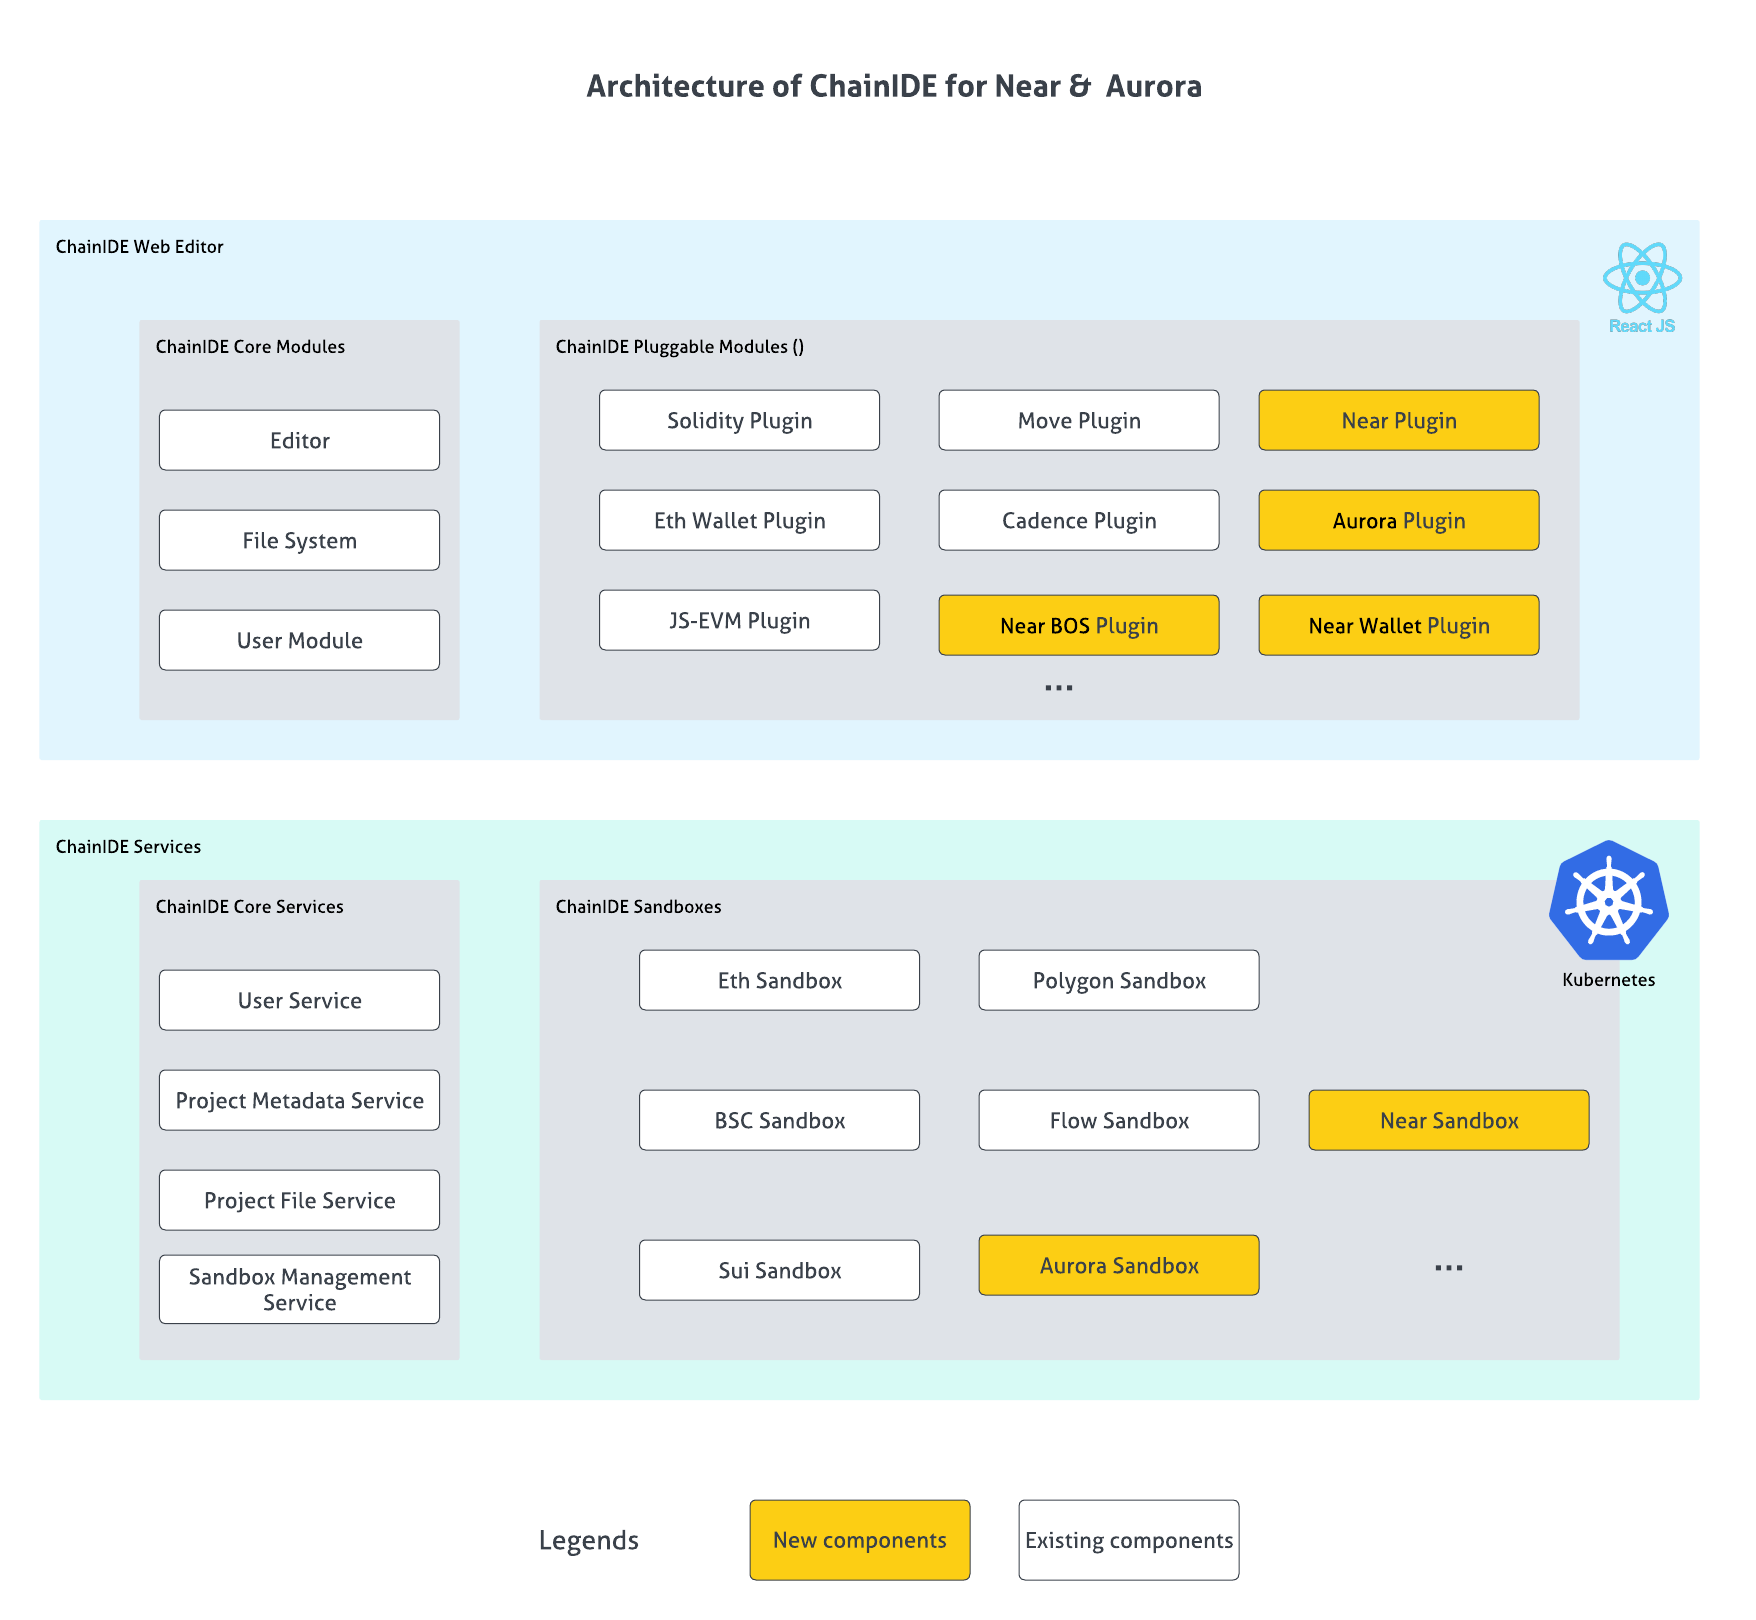 Architecture of ChainIDE for Near &  Aurora
ChainIDE Web Editor
React JS
ChainIDE Core Modules
Editor
File System
User Module
ChainIDE Pluggable Modules ()
Solidity Plugin
Move Plugin
Near Plugin
Eth Wallet Plugin
Cadence Plugin
Aurora Plugin
JS-EVM Plugin
Near BOS Plugin
Near Wallet Plugin
...
ChainIDE Services
Kubernetes
ChainIDE Core Services
User Service
Project Metadata Service
Project File Service
Sandbox Management
Service
ChainIDE Sandboxes
Eth Sandbox
Polygon Sandbox
BSC Sandbox
Flow Sandbox
Near Sandbox
Sui Sandbox
Aurora Sandbox
...
Legends
New components
Existing components